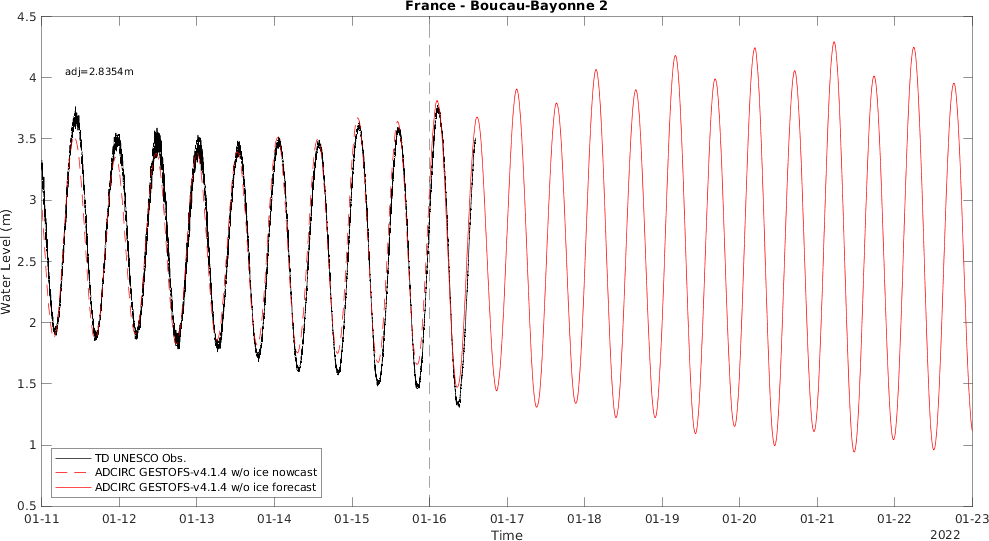 France - Boucau-Bayonne 2
adj=2.8354m
4.5
4
3.5
3
2.5
2
1.5
1
0.5
Water Level (m)
TD UNESCO Obs.
ADCIRC GESTOFS-v4.1.4 w/o ice nowcast
ADCIRC GESTOFS-v4.1.4 w/o ice forecast
01-11 01-12 01-13 01-14 01-15 01-16 01-17 01-18 01-19 01-20 01-21 01-22 01-23
Time
2022